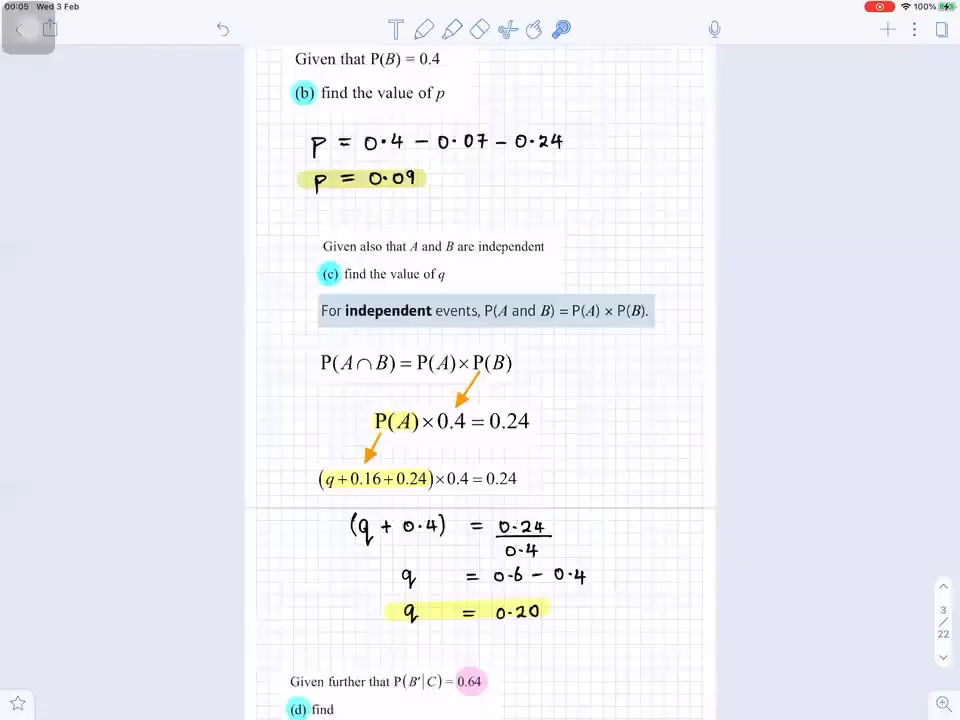 00:05 Wed 3 Feb
100%
T
Given that P(B) = 0.4
(b) find the value of p
p = 0.4 - 0.07 - 0.24
p = 0.09
Given also that A and B are independent
(c) find the value of q
For independent events, P(A and B) = P(A) × P(B).
P(A ∩ B) = P(A) × P(B)
P(A) × 0.4 = 0.24
(q + 0.16 + 0.24) × 0.4 = 0.24
(q + 0.4) = 0.24/0.4
q = 0.6 - 0.4
q = 0.20
3
/
22
Given further that P(B′|C) = 0.64
(d) find